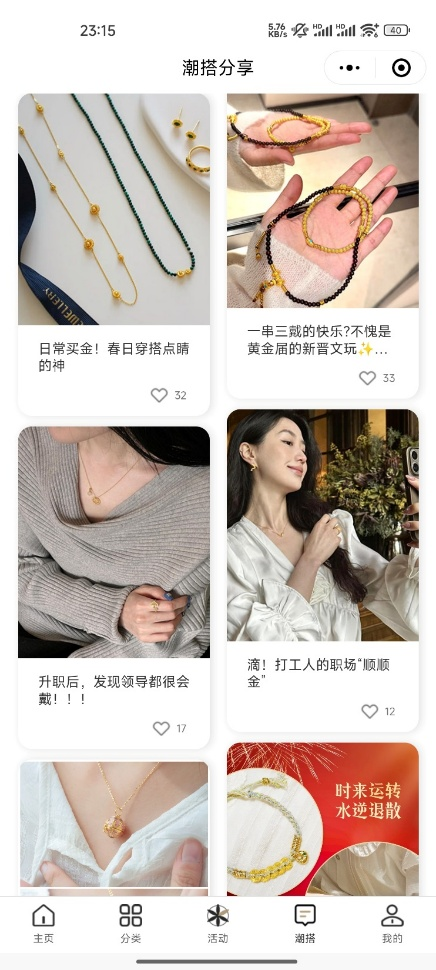 23:15
5.76
KB/s
HD
HD
40
潮搭分享
日常买金！春日穿搭点睛
的神
32
一串三戴的快乐?不愧是
黄金届的新晋文玩✨...
33
升职后，发现领导都很会
戴！！！
17
滴！打工人的职场“顺顺
金”
12
时来运转
水逆退散
主页
分类
活动
潮搭
我的